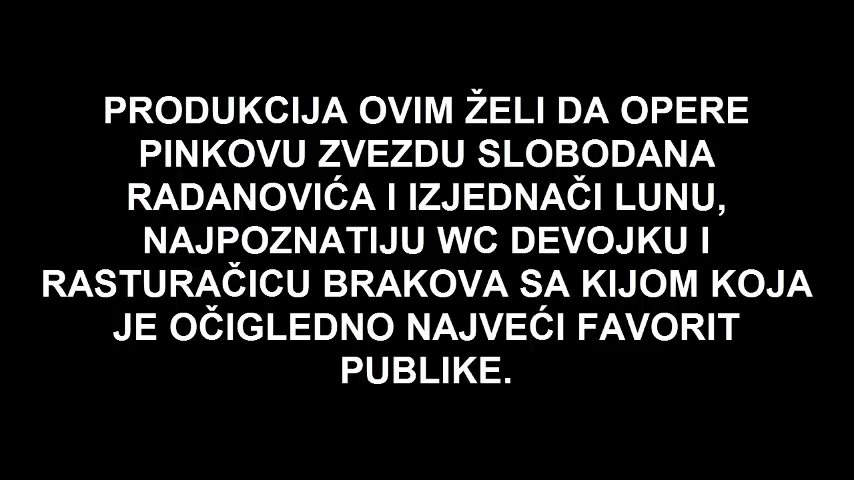 PRODUKCIJA OVIM ŽELI DA OPERE
PINKOVU ZVEZDU SLOBODANA
RADANOVIĆA I IZJEDNAČI LUNU,
NAJPOZNATIJU WC DEVOJKU I
RASTURAČICU BRAKOVA SA KIJOM KOJA
JE OČIGLEDNO NAJVEĆI FAVORIT
PUBLIKE.